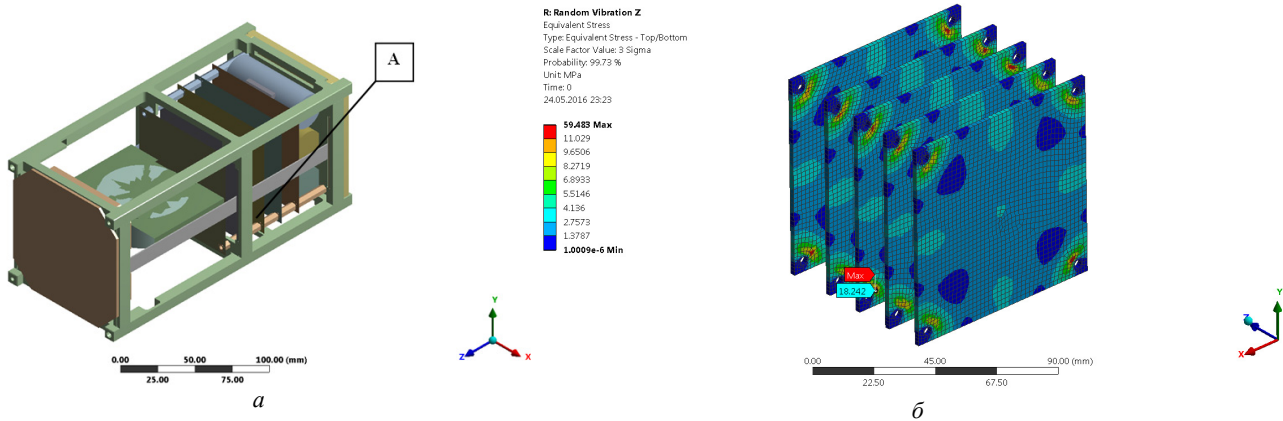 A
0.00 50.00 100.00 (mm)
25.00 75.00
Y
Z X
а
R: Random Vibration Z
Equivalent Stress
Type: Equivalent Stress - Top/Bottom
Scale Factor Value: 3 Sigma
Probability: 99.73 %
Unit: MPa
Time: 0
24.05.2016 23:23
59.483 Max
11.029
9.6506
8.2719
6.8933
5.5146
4.136
2.7573
1.3787
1.0009e-6 Min
Max
18.242
0.00 45.00 90.00 (mm)
22.50 67.50
Y
Z
X
б